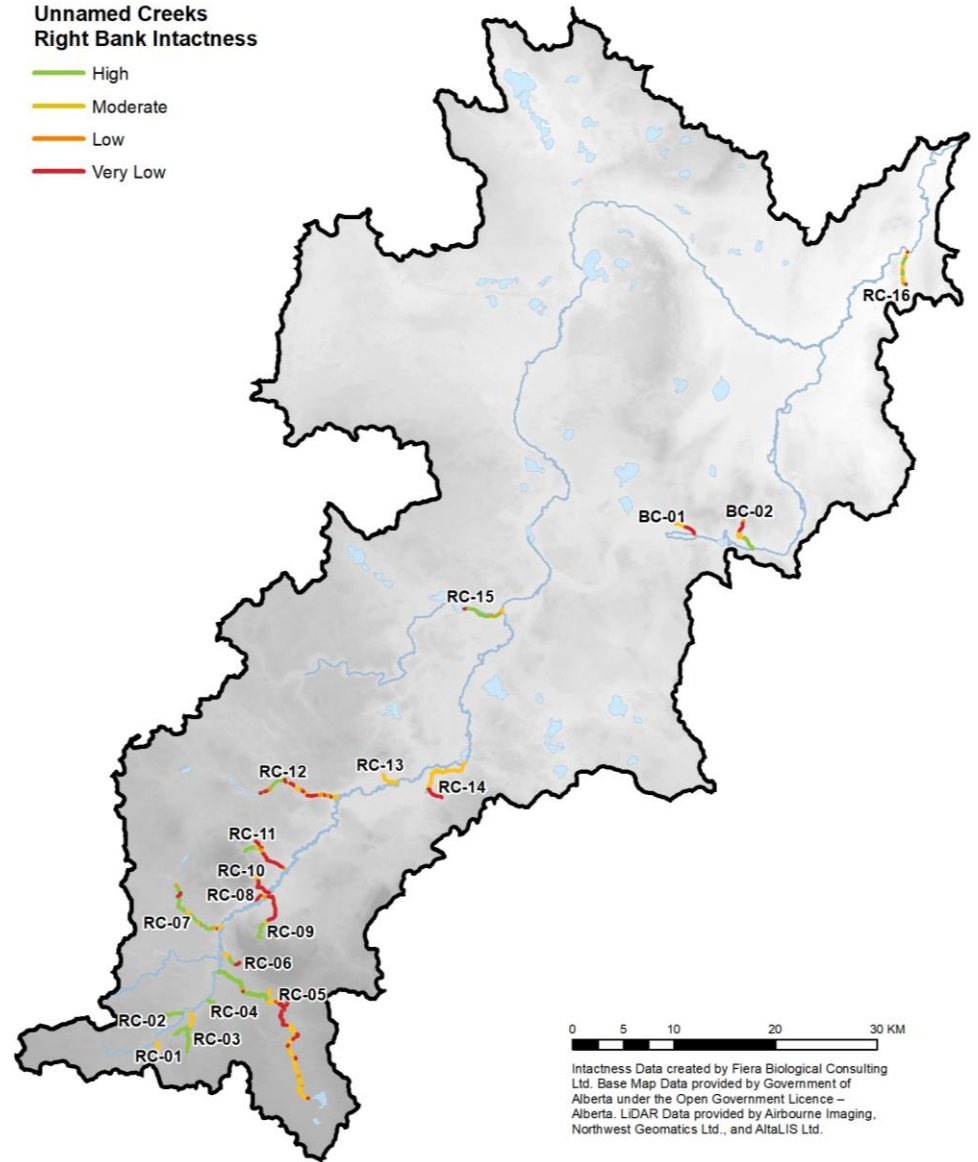 Unnamed Creeks
Right Bank Intactness
High
Moderate
Low
Very Low
RC-16
BC-01
BC-02
RC-15
RC-12
RC-13
RC-14
RC-11
RC-10
RC-08
RC-07
RC-09
RC-06
RC-05
RC-04
RC-02
RC-03
RC-01
0 5 10 20 30 KM
Intactness Data created by Fiera Biological Consulting
Ltd. Base Map Data provided by Government of
Alberta under the Open Government Licence –
Alberta. LiDAR Data provided by Airbourne Imaging,
Northwest Geomatics Ltd., and AltaLIS Ltd.